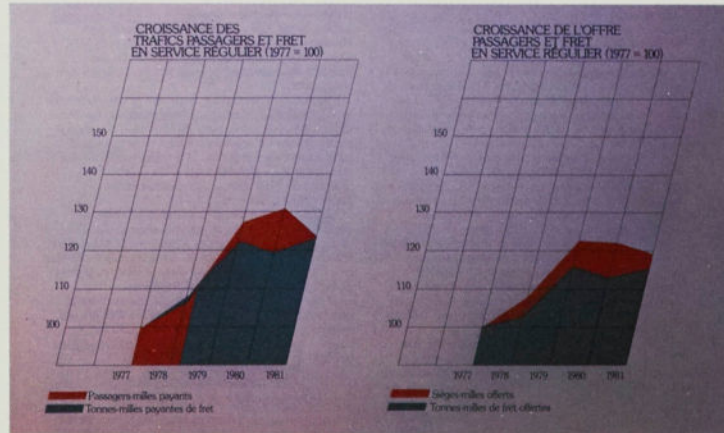 CROISSANCE DES
TRAFICS PASSAGERS ET FRET
EN SERVICE RÉGULIER (1977 = 100)
150
140
130
120
110
100
1977 1978 1979 1980 1981
Passagers-milles payants
Tonnes-milles payantes de fret
CROISSANCE DE L'OFFRE
PASSAGERS ET FRET
EN SERVICE RÉGULIER (1977 = 100)
150
140
130
120
110
100
1977 1978 1979 1980 1981
Sièges-milles offerts
Tonnes-milles de fret offertes